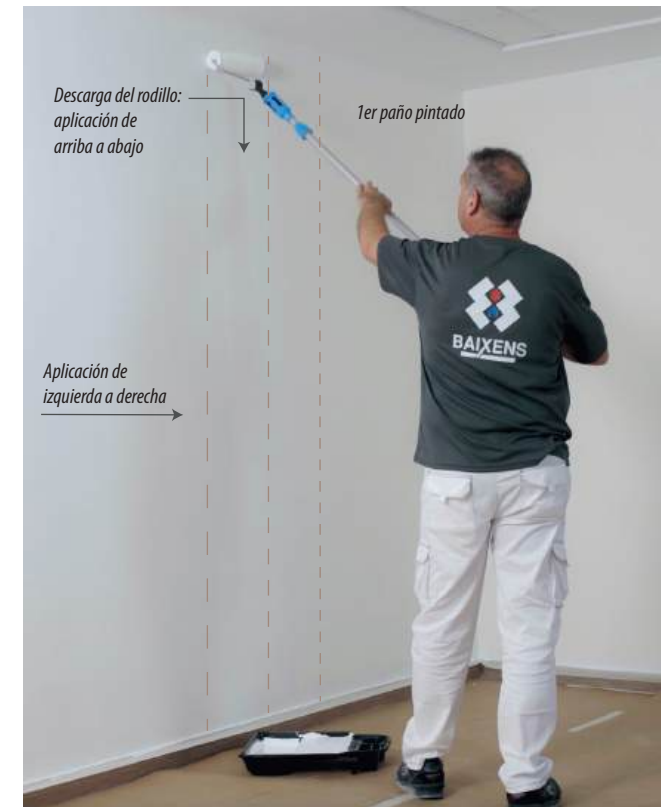 Descarga del rodillo:
aplicación de
arriba a abajo
1er paño pintado
BAIXENS
Aplicación de
izquierda a derecha